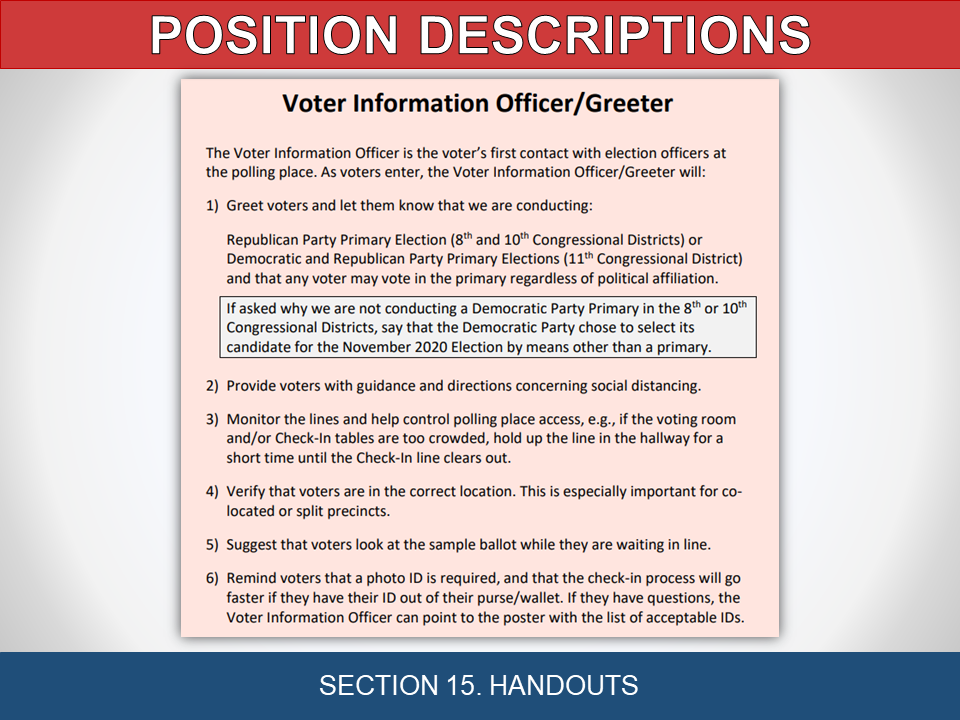 POSITION DESCRIPTIONS
Voter Information Officer/Greeter
The Voter Information Officer is the voter's first contact with election officers at
the polling place. As voters enter, the Voter Information Officer/Greeter will:
1) Greet voters and let them know that we are conducting:
Republican Party Primary Election (8th and 10th Congressional Districts) or
Democratic and Republican Party Primary Elections (11th Congressional District)
and that any voter may vote in the primary regardless of political affiliation.
If asked why we are not conducting a Democratic Party Primary in the 8th or 10th
Congressional Districts, say that the Democratic Party chose to select its
candidate for the November 2020 Election by means other than a primary.
2) Provide voters with guidance and directions concerning social distancing.
3) Monitor the lines and help control polling place access, e.g., if the voting room
and/or Check-In tables are too crowded, hold up the line in the hallway for a
short time until the Check-In line clears out.
4) Verify that voters are in the correct location. This is especially important for co-
located or split precincts.
5) Suggest that voters look at the sample ballot while they are waiting in line.
6) Remind voters that a photo ID is required, and that the check-in process will go
faster if they have their ID out of their purse/wallet. If they have questions, the
Voter Information Officer can point to the poster with the list of acceptable IDs.
SECTION 15. HANDOUTS